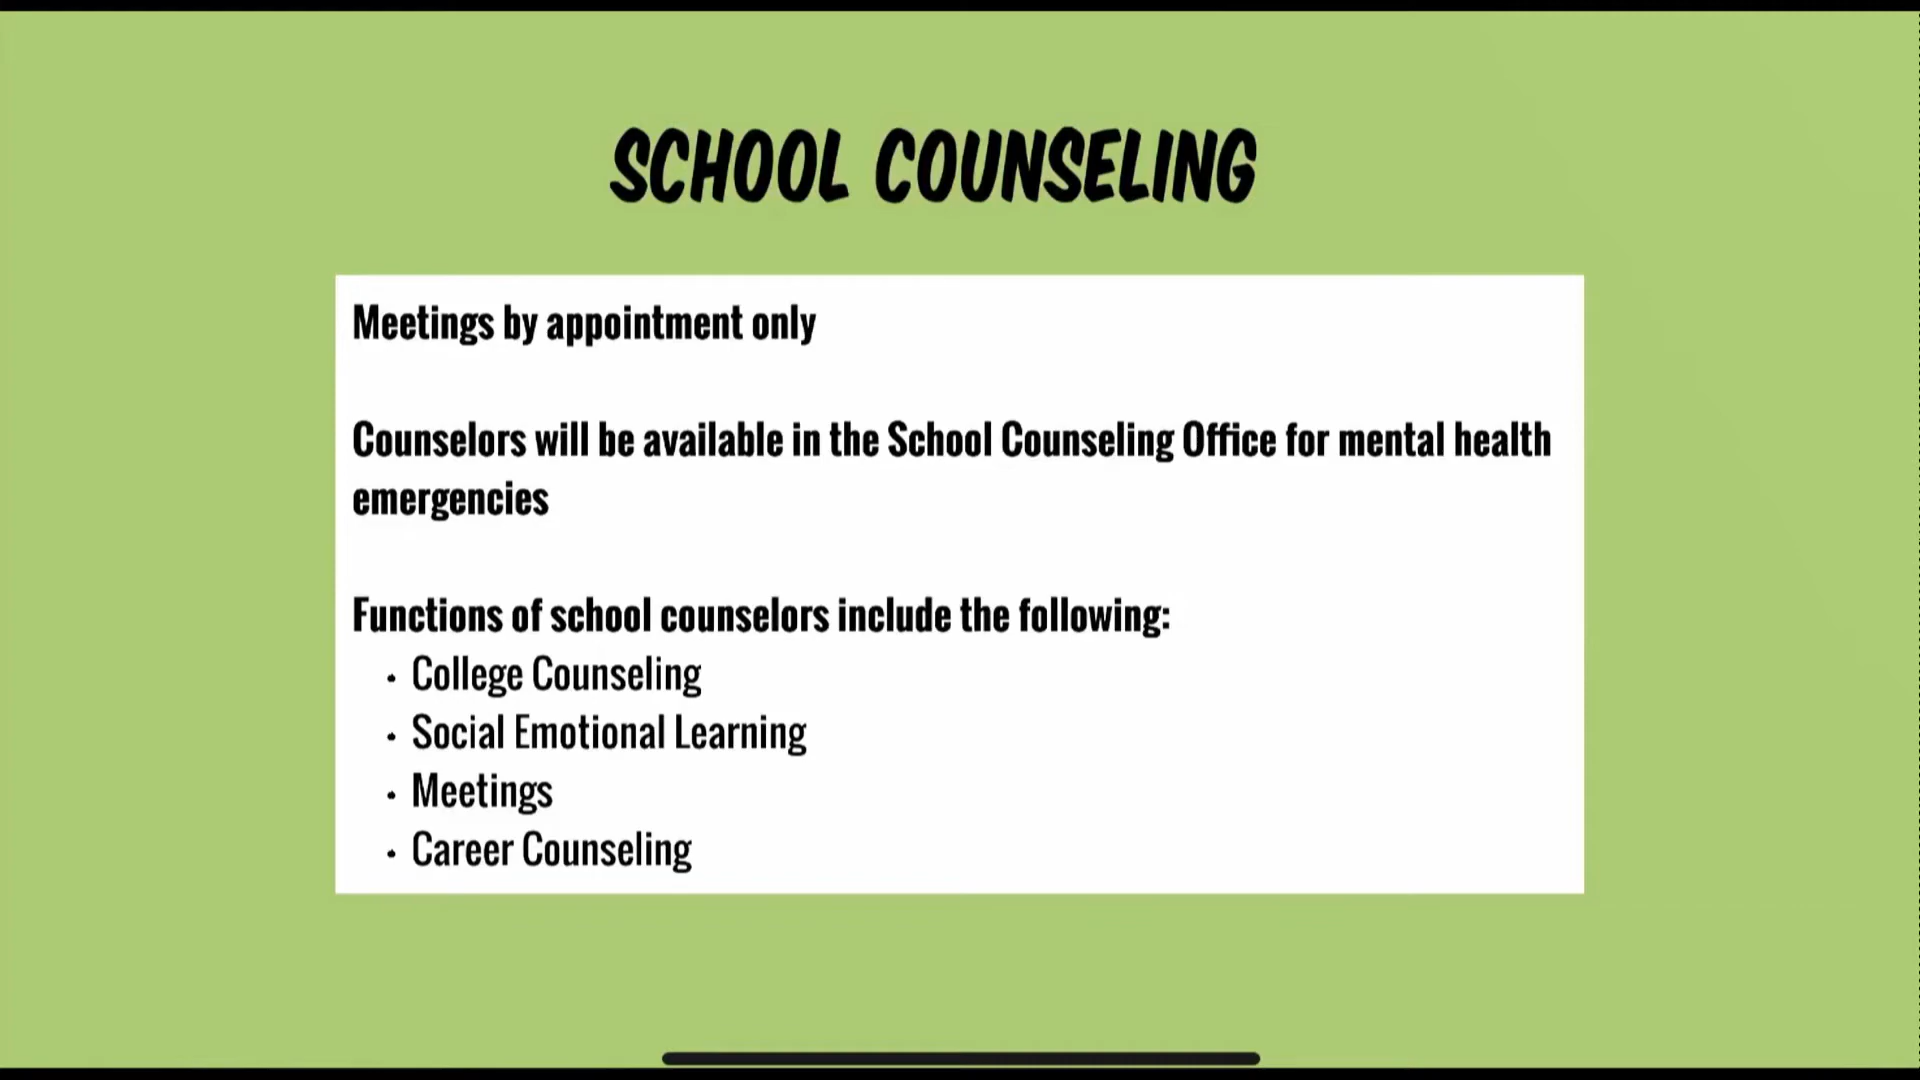 SCHOOL COUNSELING
Meetings by appointment only
Counselors will be available in the School Counseling Office for mental health
emergencies
Functions of school counselors include the following:
• College Counseling
• Social Emotional Learning
• Meetings
• Career Counseling